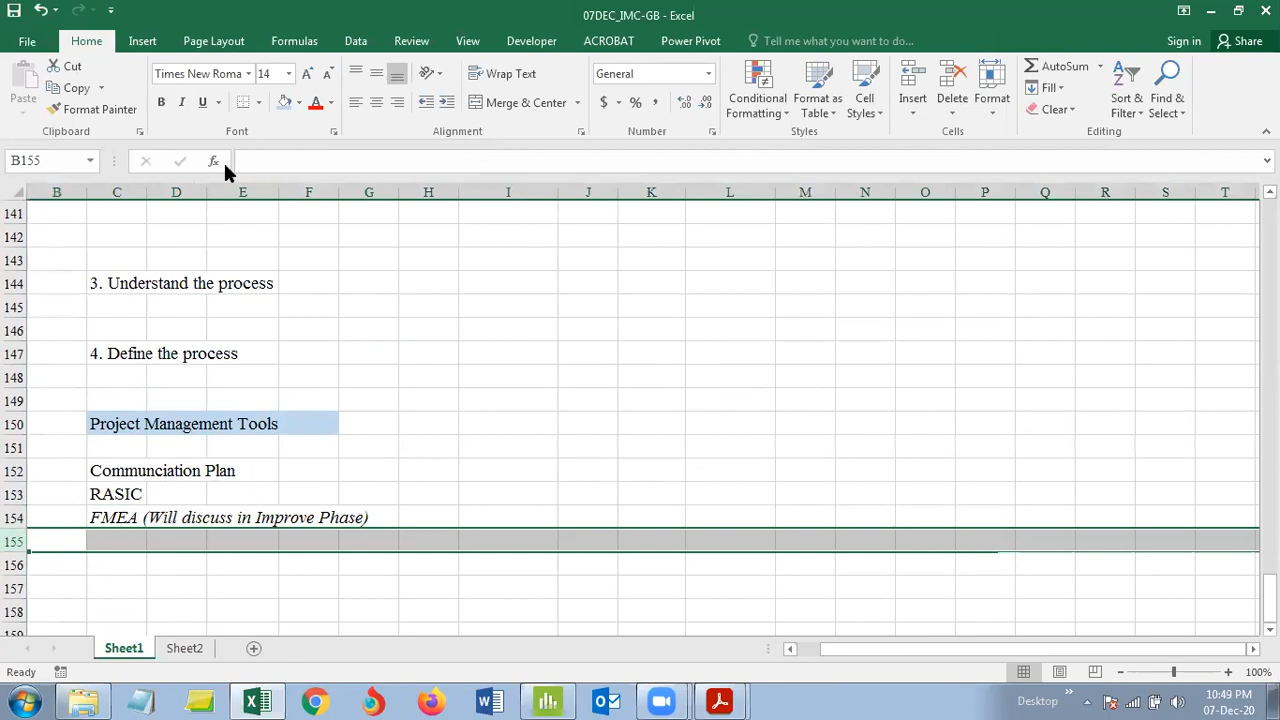 07DEC_IMC-GB - Excel
File Home Insert Page Layout Formulas Data Review View Developer ACROBAT Power Pivot Tell me what you want to do... Sign in Share
Paste Cut
Copy
Format Painter
Clipboard
Times New Roma 14
B I U
Font
Wrap Text
Merge & Center
Alignment
General
$ % ,
Number
Conditional Formatting
Format as Table
Cell Styles
Styles
Insert Delete Format
Cells
AutoSum
Fill
Clear
Sort & Filter
Find & Select
Editing
B155 fx
B C D E F G H I J K L M N O P Q R S T
141
142
143
144 3. Understand the process
145
146
147 4. Define the process
148
149
150 Project Management Tools
151
152 Communciation Plan
153 RASIC
154 FMEA (Will discuss in Improve Phase)
155
156
157
158
159
Sheet1 Sheet2
Ready 100%
Desktop 10:49 PM
07-Dec-20